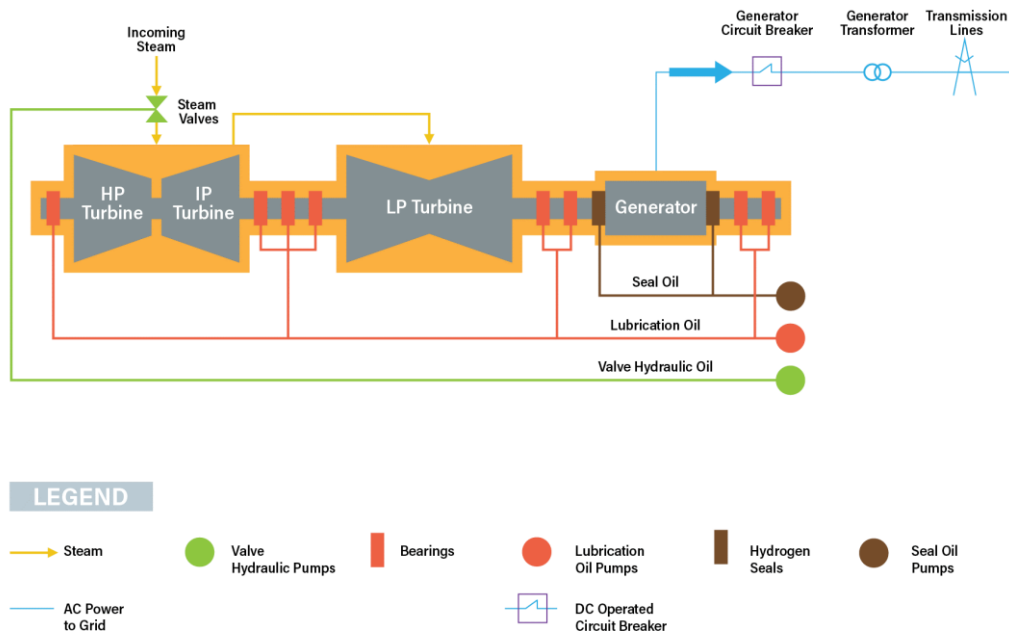 Generator
Circuit Breaker
Generator
Transformer
Transmission
Lines
Incoming
Steam
Steam
Valves
HP
Turbine
IP
Turbine
LP Turbine
Generator
Seal Oil
Lubrication Oil
Valve Hydraulic Oil
LEGEND
Steam
Valve
Hydraulic Pumps
Bearings
Lubrication
Oil Pumps
Hydrogen
Seals
Seal Oil
Pumps
AC Power
to Grid
DC Operated
Circuit Breaker